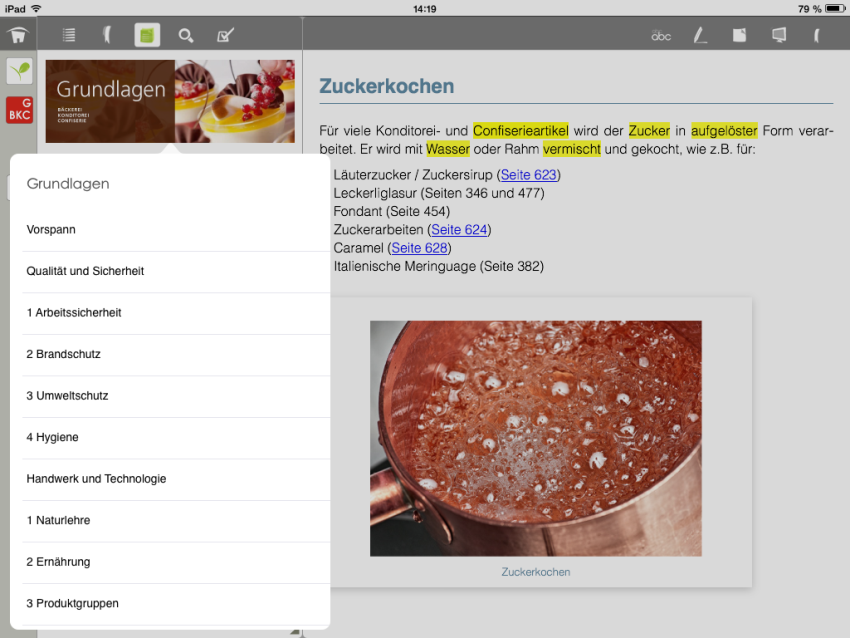 iPad
14:19
79 %
abc
G
BKC
Grundlagen
BÄCKEREI
KONDITOREI
CONFISERIE
Grundlagen
Vorspann
Qualität und Sicherheit
1 Arbeitssicherheit
2 Brandschutz
3 Umweltschutz
4 Hygiene
Handwerk und Technologie
1 Naturlehre
2 Ernährung
3 Produktgruppen
Zuckerkochen
Für viele Konditorei- und Confiserieartikel wird der Zucker in aufgelöster Form verar-
beitet. Er wird mit Wasser oder Rahm vermischt und gekocht, wie z.B. für:
Läuterzucker / Zuckersirup (Seite 623)
Leckerliglasur (Seiten 346 und 477)
Fondant (Seite 454)
Zuckerarbeiten (Seite 624)
Caramel (Seite 628)
Italienische Meringuage (Seite 382)
Zuckerkochen